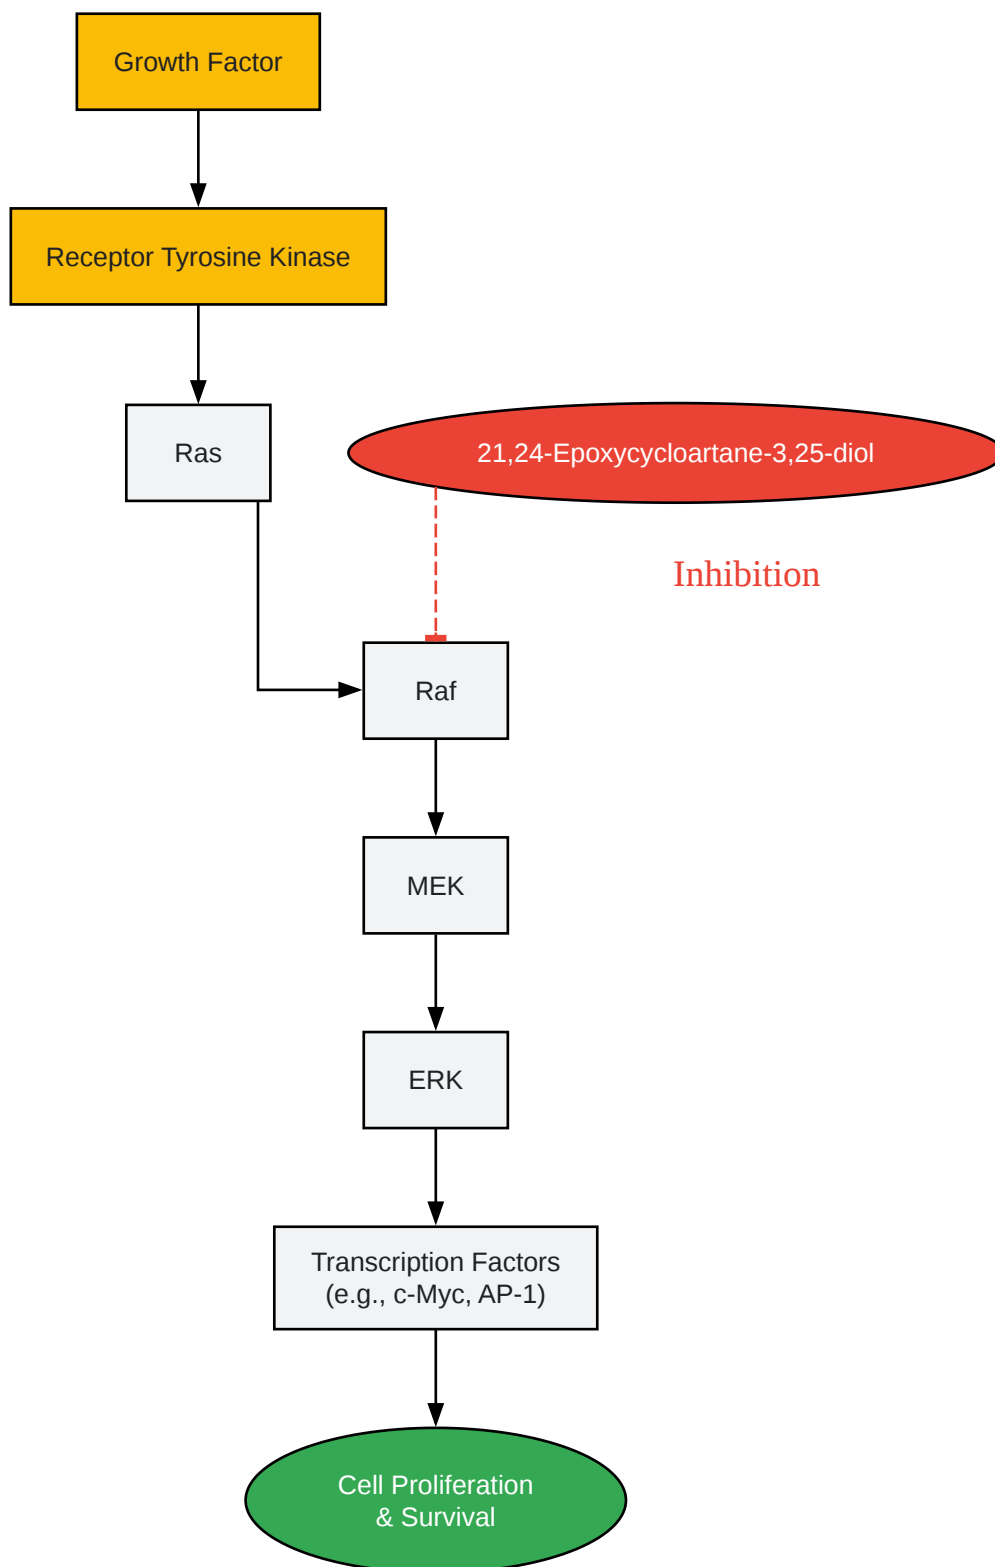 Growth Factor
Receptor Tyrosine Kinase
Ras
21,24-Epoxycycloartane-3,25-diol
Inhibition
Raf
MEK
ERK
Transcription Factors
(e.g., c-Myc, AP-1)
Cell Proliferation
& Survival